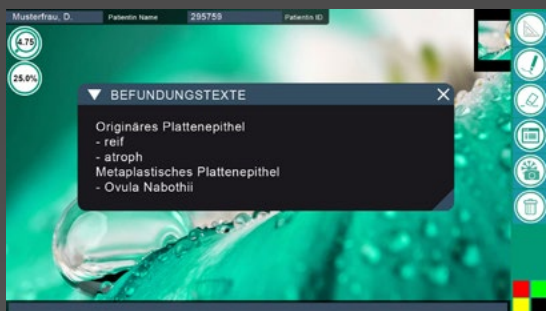 Musterfrau, D. Patientin Name 295759 Patientin ID
4.75
25.0%
BEFUNDUNGSTEXTE
Originäres Plattenepithel
- reif
- atroph
Metaplastisches Plattenepithel
- Ovula Nabothii